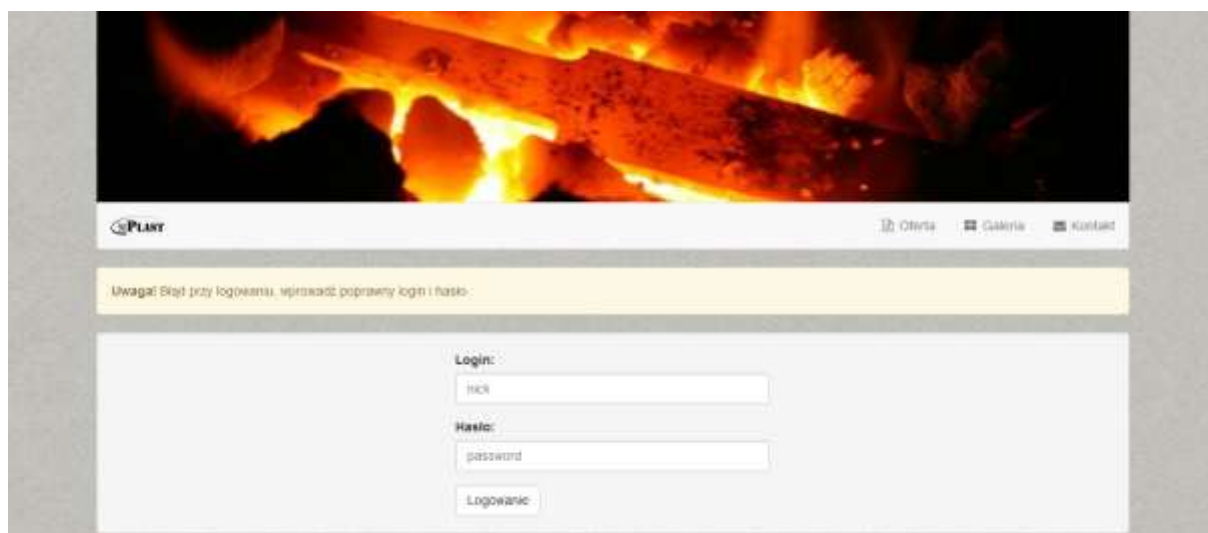 PLAST
Oferta Galeria Kontakt
Uwaga! Błąd przy logowaniu, wprowadź poprawny login i hasło
Login:
nick
Hasło:
password
Logowanie